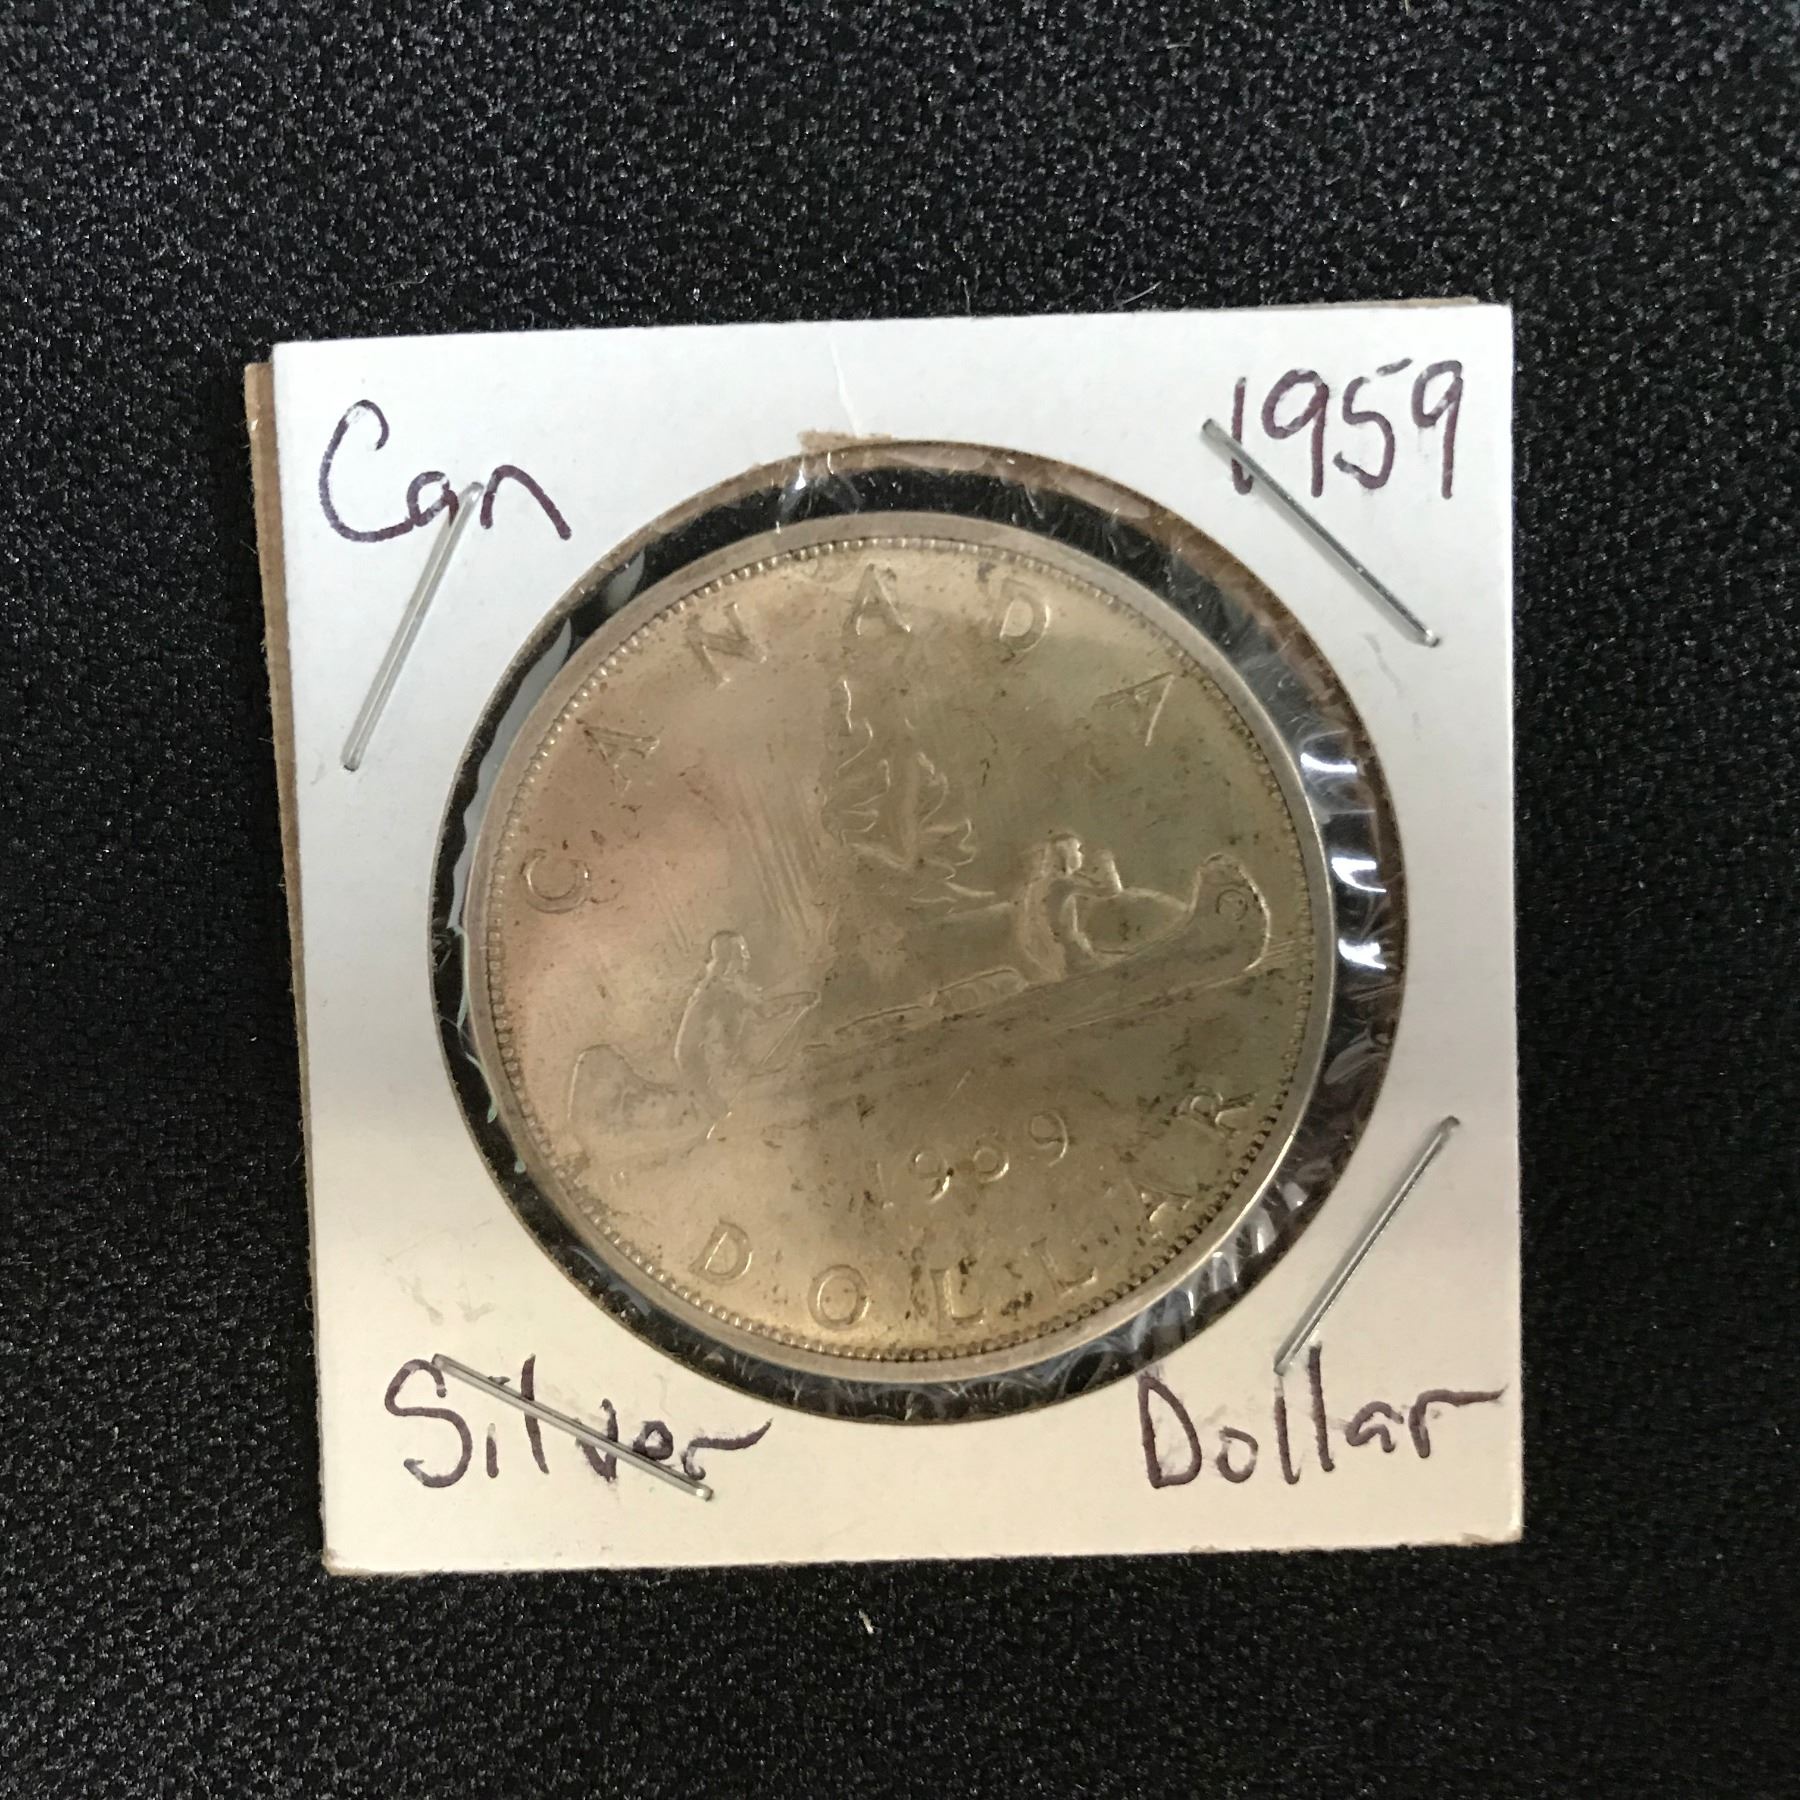 Can 1959
CANADA
1959
DOLLAR
Silver Dollar